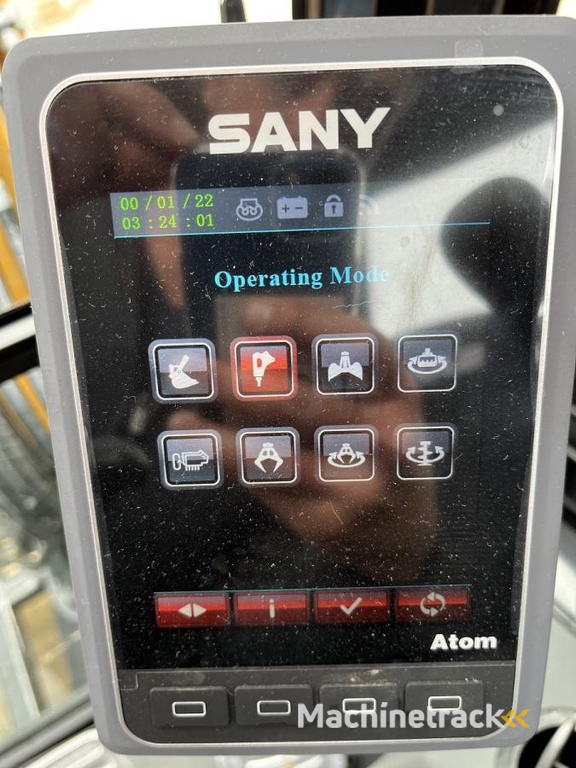 SANY
00 / 01 / 22
03 : 24 : 01
Operating Mode
i
Atom
Machinetrack